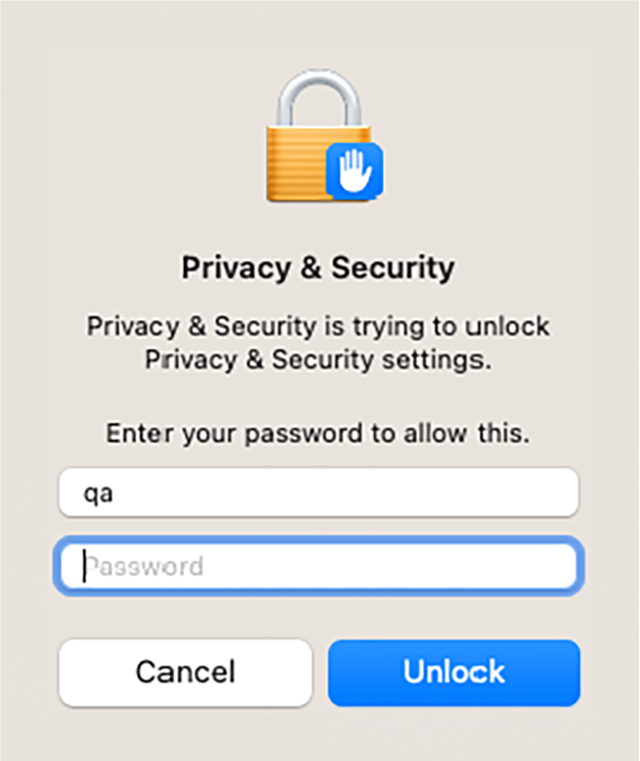 Privacy & Security
Privacy & Security is trying to unlock
Privacy & Security settings.
Enter your password to allow this.
qa
Password
Cancel
Unlock